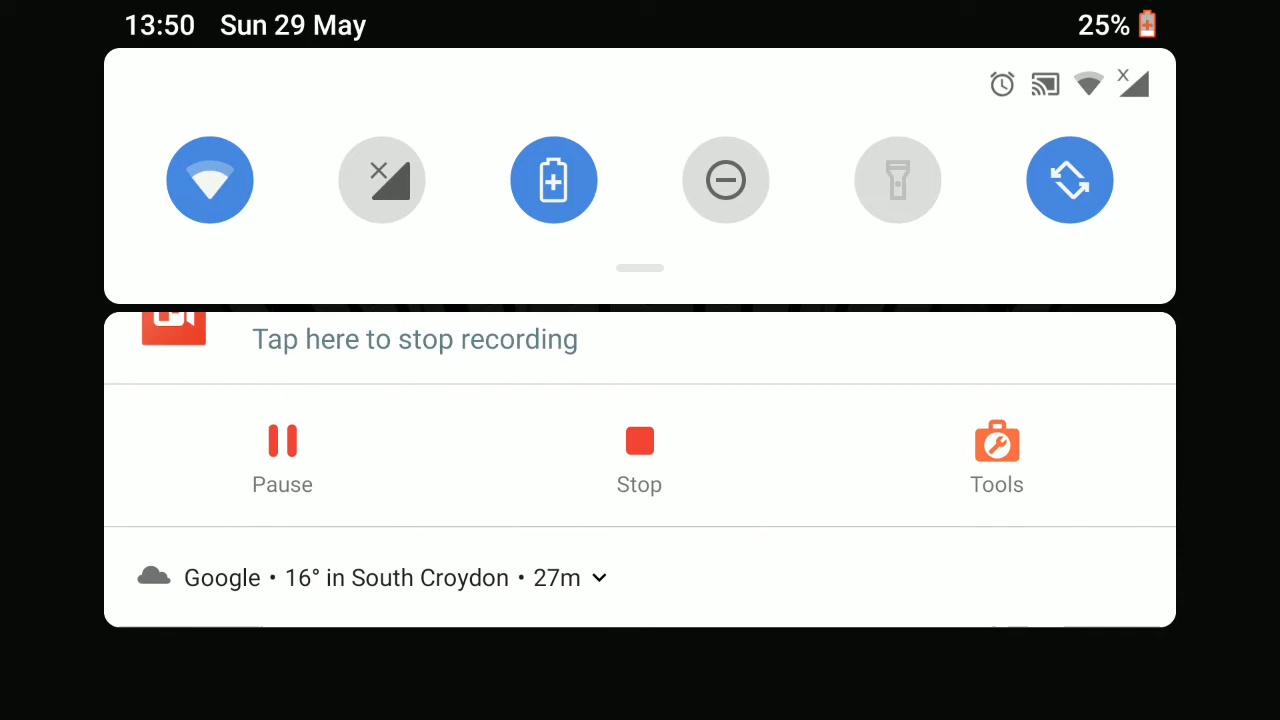 13:50 Sun 29 May 25%
Tap here to stop recording
Pause Stop Tools
Google • 16° in South Croydon • 27m